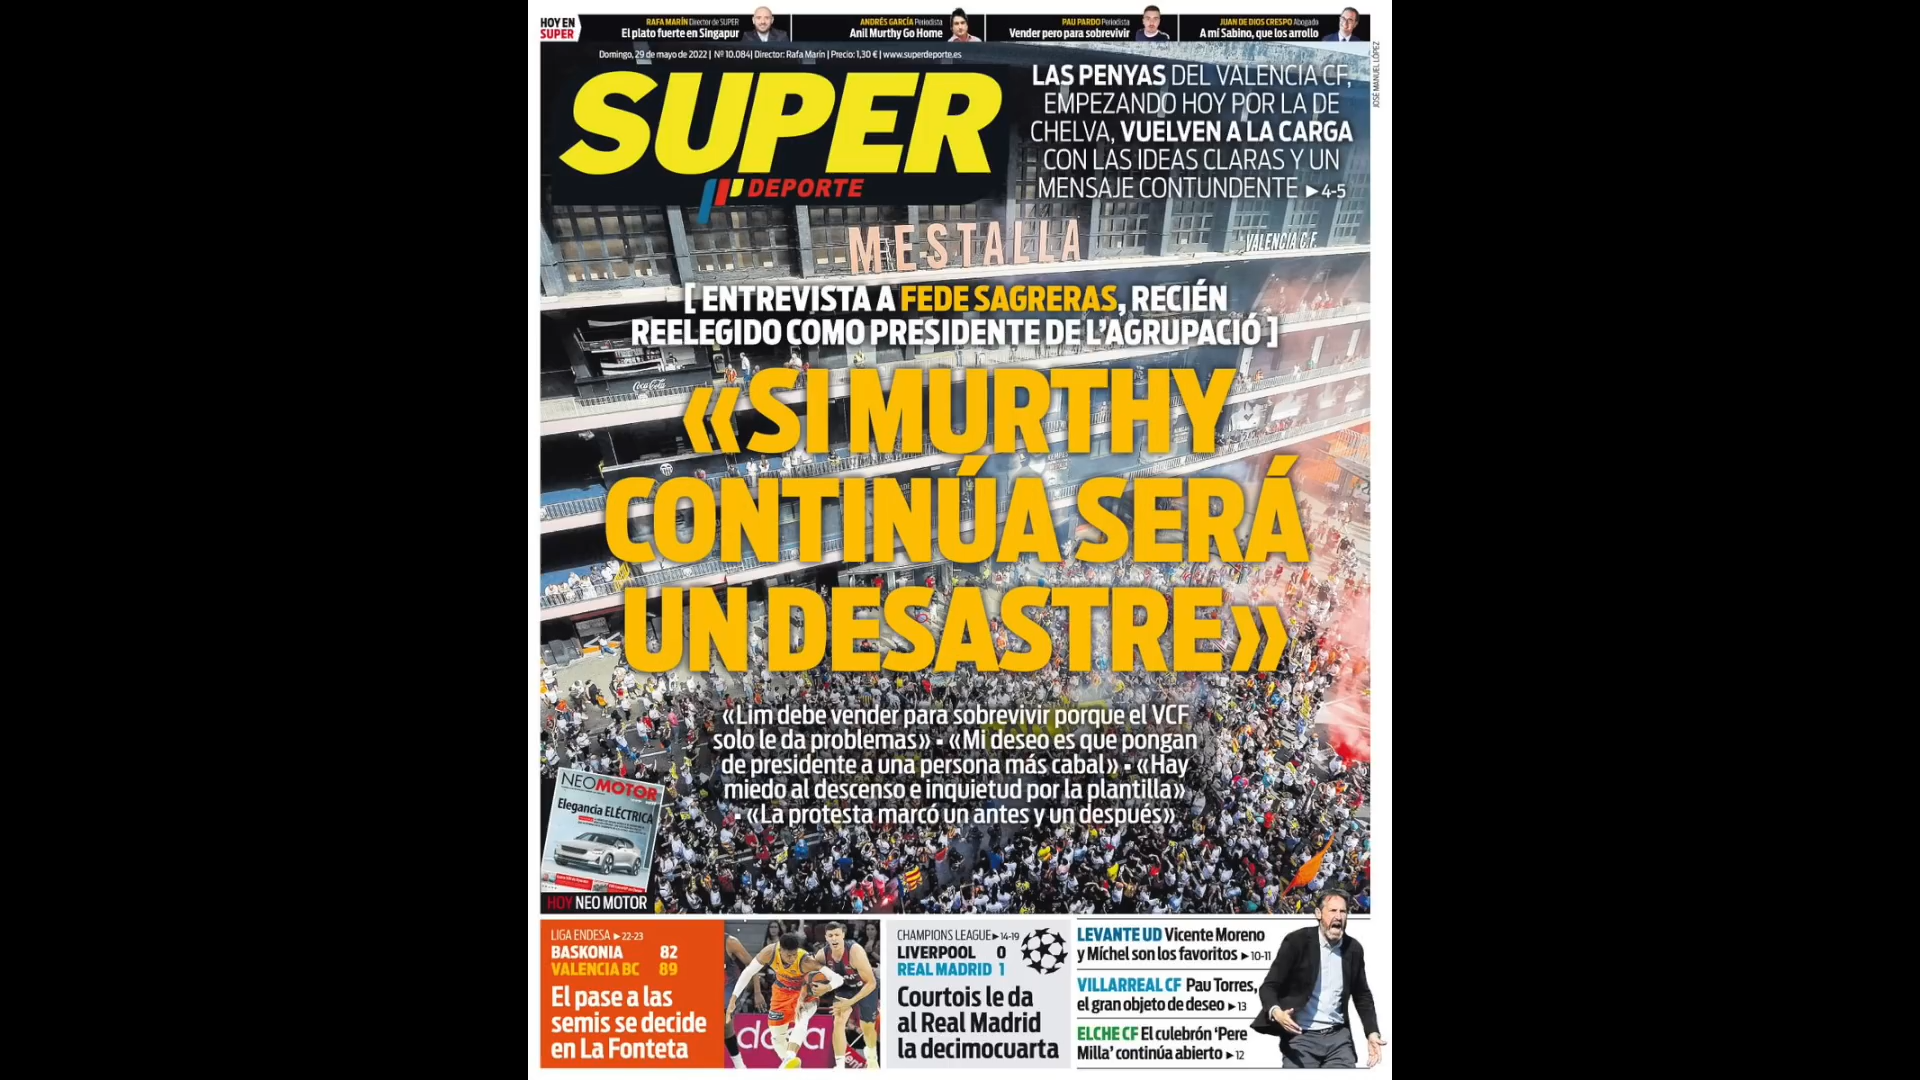 HOY EN
SUPER
RAFA MARÍN Director de SUPER
El plato fuerte en Singapur
ANDRÉS GARCÍA Periodista
Anil Murthy Go Home
PAU PARDO Periodista
Vender pero para sobrevivir
JUAN DE DIOS CRESPO Abogado
A mí Sabino, que los arrollo
Domingo, 29 de mayo de 2022 | Nº 10.084 | Director: Rafa Marín | Precio: 1,30 € | www.superdeporte.es
JOSÉ MANUEL LÓPEZ
SUPER
DEPORTE
LAS PENYAS DEL VALENCIA CF,
EMPEZANDO HOY POR LA DE
CHELVA, VUELVEN A LA CARGA
CON LAS IDEAS CLARAS Y UN
MENSAJE CONTUNDENTE ►4-5
MESTALLA
VALENCIA C.F.
[ ENTREVISTA A FEDE SAGRERAS, RECIÉN
REELEGIDO COMO PRESIDENTE DE L'AGRUPACIÓ ]
Coca-Cola
«SI MURTHY
CONTINÚA SERÁ
UN DESASTRE»
«Lim debe vender para sobrevivir porque el VCF
solo le da problemas» ▪ «Mi deseo es que pongan
de presidente a una persona más cabal» ▪ «Hay
miedo al descenso e inquietud por la plantilla»
▪ «La protesta marcó un antes y un después»
NEOMOTOR
Elegancia ELÉCTRICA
HOY NEO MOTOR
LIGA ENDESA ►22-23
BASKONIA 82
VALENCIA BC 89
El pase a las
semis se decide
en La Fonteta
CHAMPIONS LEAGUE ►14-19
LIVERPOOL 0
REAL MADRID 1
Courtois le da
al Real Madrid
la decimocuarta
LEVANTE UD Vicente Moreno
y Míchel son los favoritos ►10-11
VILLARREAL CF Pau Torres,
el gran objeto de deseo ►13
ELCHE CF El culebrón 'Pere
Milla' continúa abierto ►12